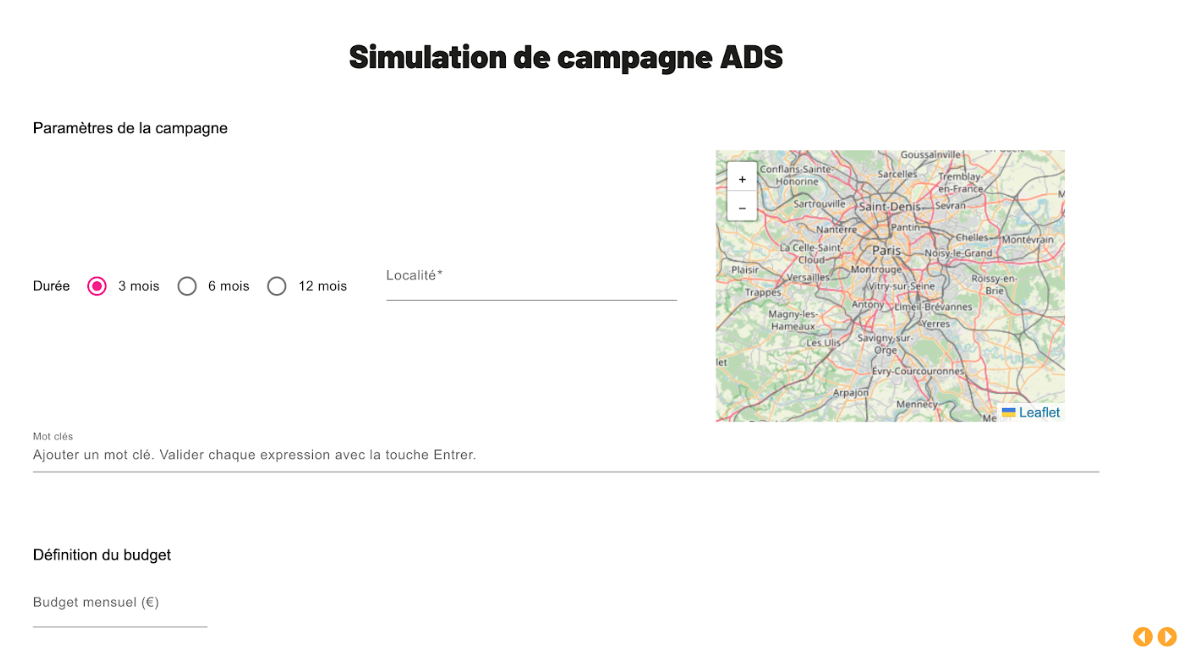 Simulation de campagne ADS
Paramètres de la campagne
Durée
3 mois
6 mois
12 mois
Localité*
+
−
Goussainville
Conflans-Sainte-
Honorine
Sarcelles
Tremblay-
en-France
Sartrouville
Saint-Denis
Sevran
Nanterre
Pantin
Chelles
Montévrain
La Celle-Saint-
Cloud
Paris
Noisy-le-Grand
Plaisir
Versailles
Montrouge
Trappes
Vitry-sur-Seine
Roissy-en-
Brie
Antony
Limeil-Brévannes
Magny-les-
Hameaux
Yerres
Les Ulis
Savigny-sur-
Orge
Évry-Courcouronnes
Arpajon
Mennecy
Leaflet
Mot clés
Ajouter un mot clé. Valider chaque expression avec la touche Entrer.
Définition du budget
Budget mensuel (€)